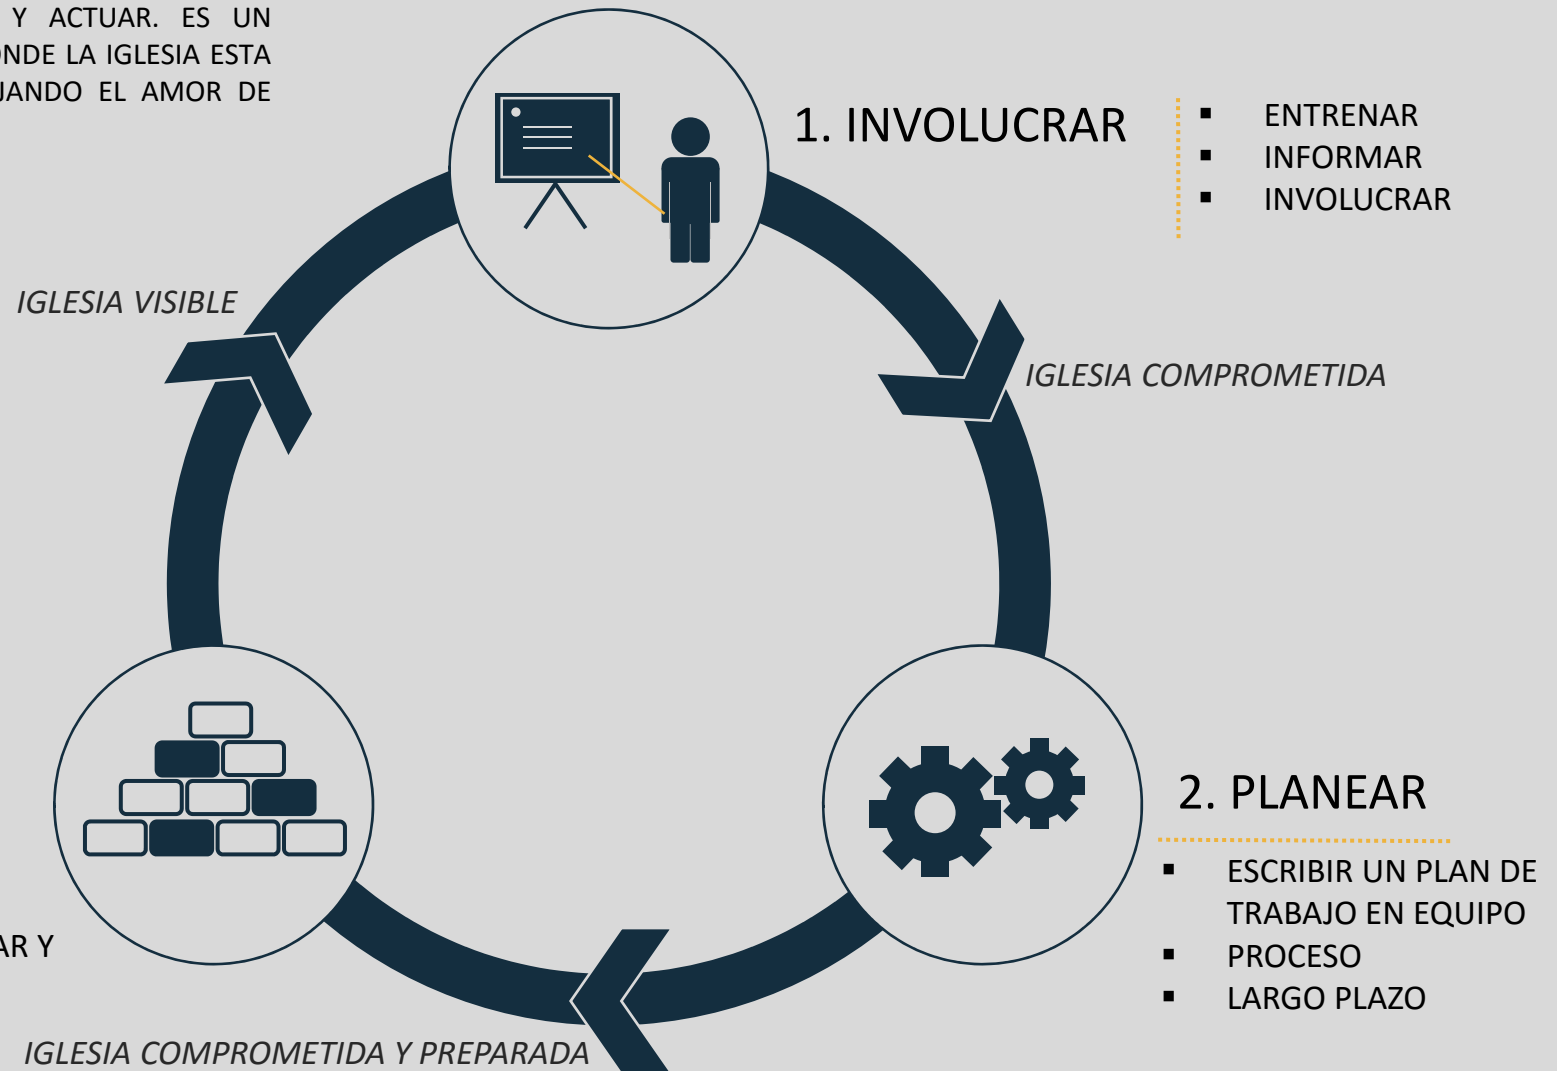 Y ACTUAR. ES UN
NDE LA IGLESIA ESTA
JANDO EL AMOR DE
1. INVOLUCRAR
▪ ENTRENAR
▪ INFORMAR
▪ INVOLUCRAR
IGLESIA VISIBLE
IGLESIA COMPROMETIDA
2. PLANEAR
▪ ESCRIBIR UN PLAN DE
TRABAJO EN EQUIPO
▪ PROCESO
▪ LARGO PLAZO
AR Y
IGLESIA COMPROMETIDA Y PREPARADA